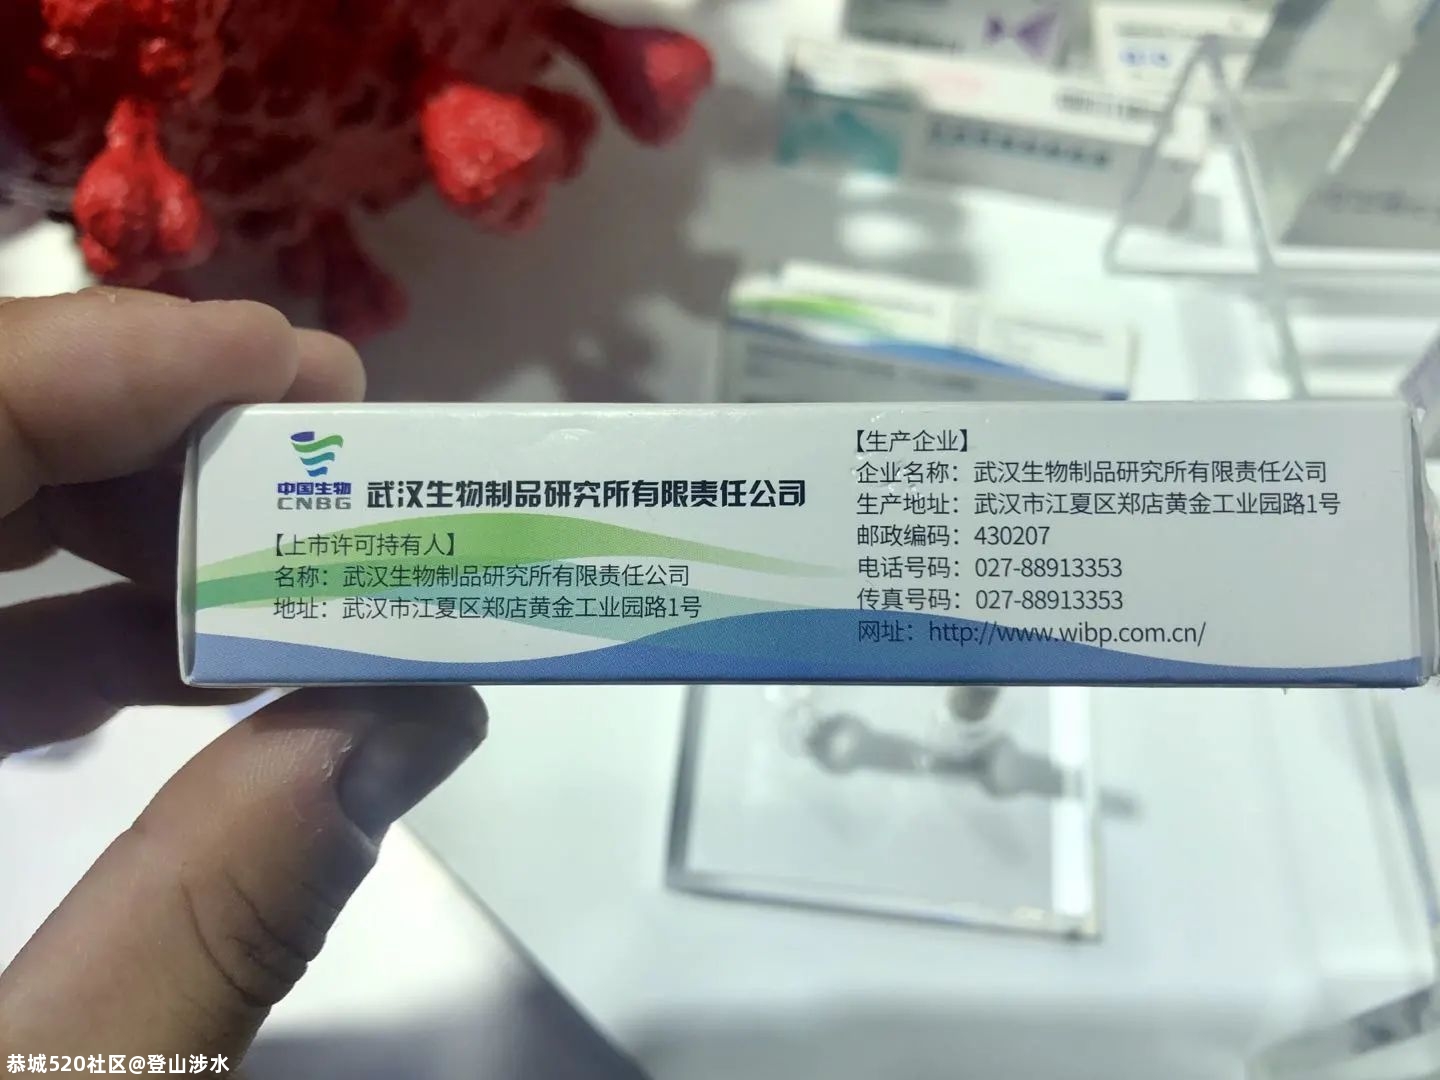 中国生物
CNBG
武汉生物制品研究所有限责任公司
【上市许可持有人】
名称：武汉生物制品研究所有限责任公司
地址：武汉市江夏区郑店黄金工业园路1号
【生产企业】
企业名称：武汉生物制品研究所有限责任公司
生产地址：武汉市江夏区郑店黄金工业园路1号
邮政编码：430207
电话号码：027-88913353
传真号码：027-88913353
网址：http://www.wibp.com.cn/
恭城520社区@登山涉水